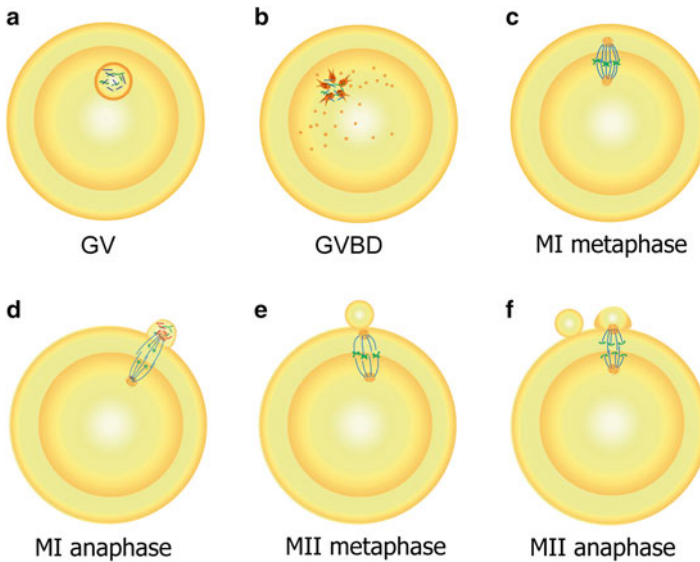 a
b
c
GV
GVBD
MI metaphase
d
e
f
MI anaphase
MII metaphase
MII anaphase